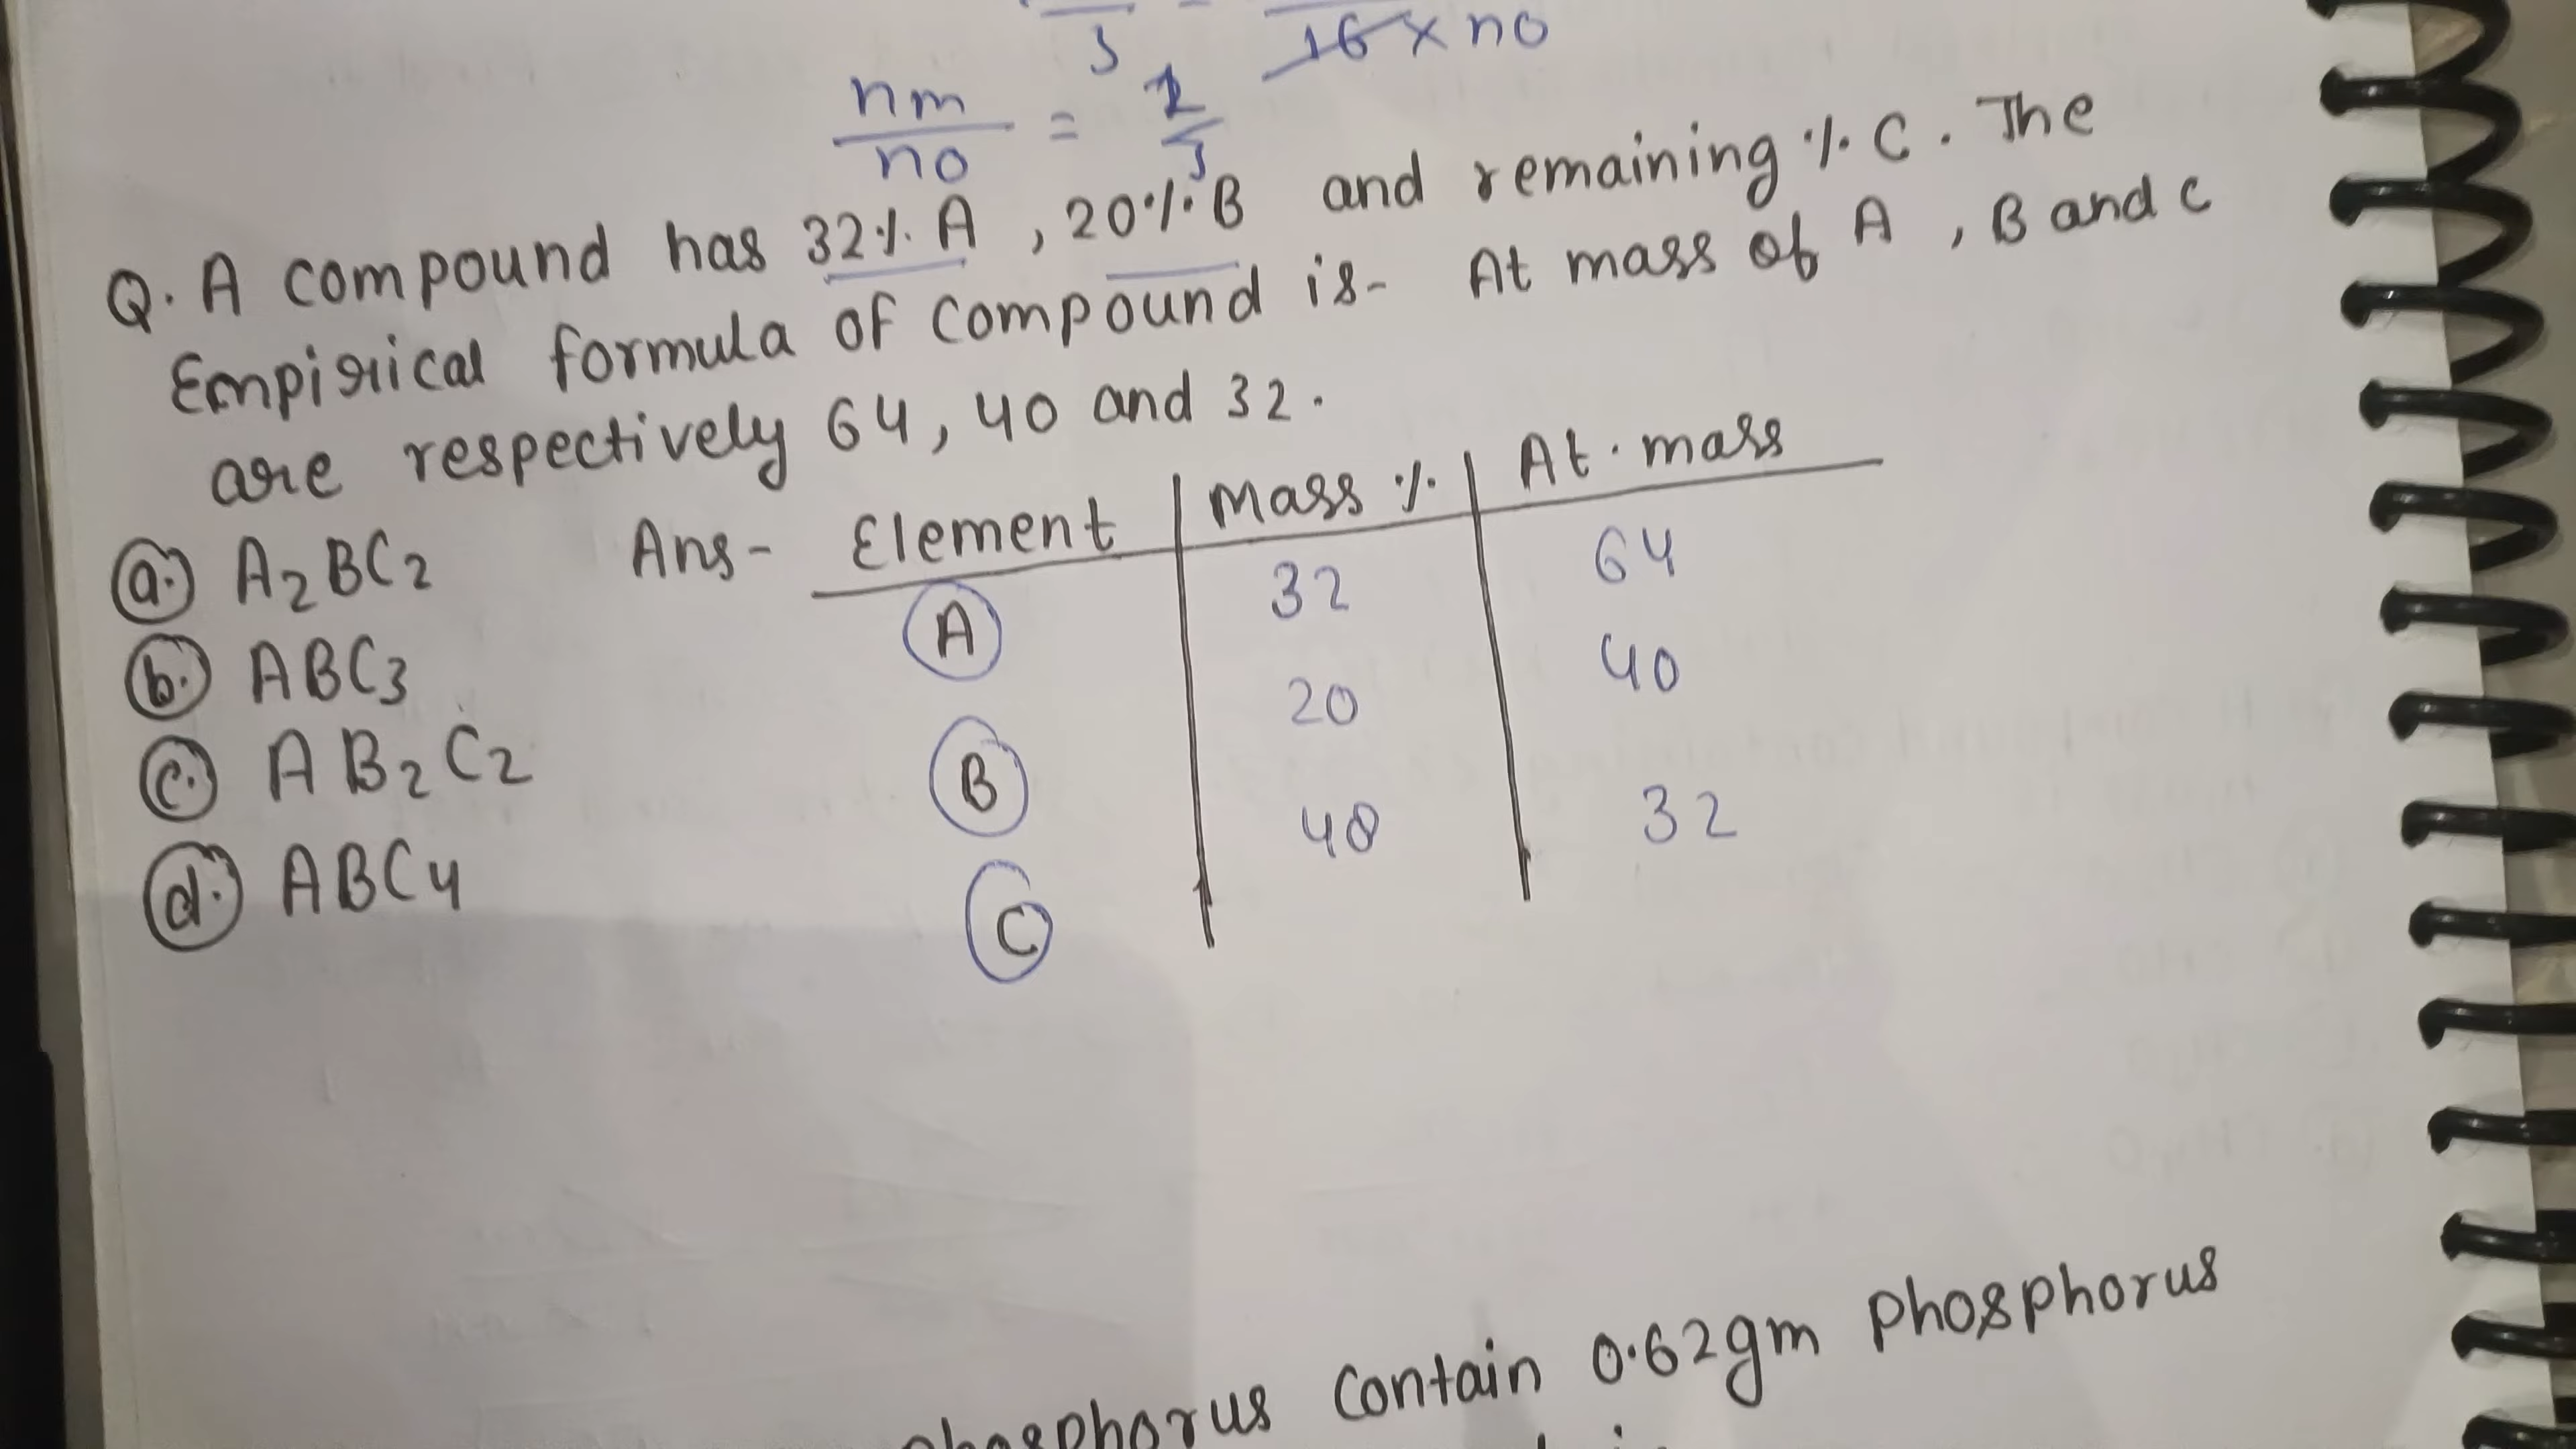 3 16 x no
nm
no = 2
3
Q. A compound has 32% A , 20% B and remaining % C . The
Empirical formula of compound is- At mass of A , B and C
are respectively 64, 40 and 32.
a. A2BC2
b. ABC3
c. AB2C2
d. ABC4
Ans- Element Mass % At. mass
A 32 64
B 20 40
C 48 32
phosphorus contain 0.62gm phosphorus